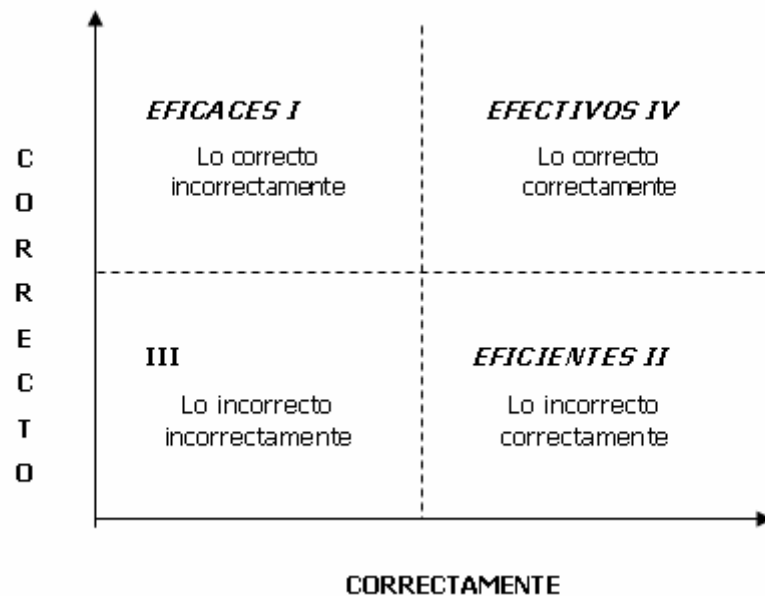 CORRECTO
EFICACES I
Lo correcto
incorrectamente
EFECTIVOS IV
Lo correcto
correctamente
III
Lo incorrecto
incorrectamente
EFICIENTES II
Lo incorrecto
correctamente
CORRECTAMENTE